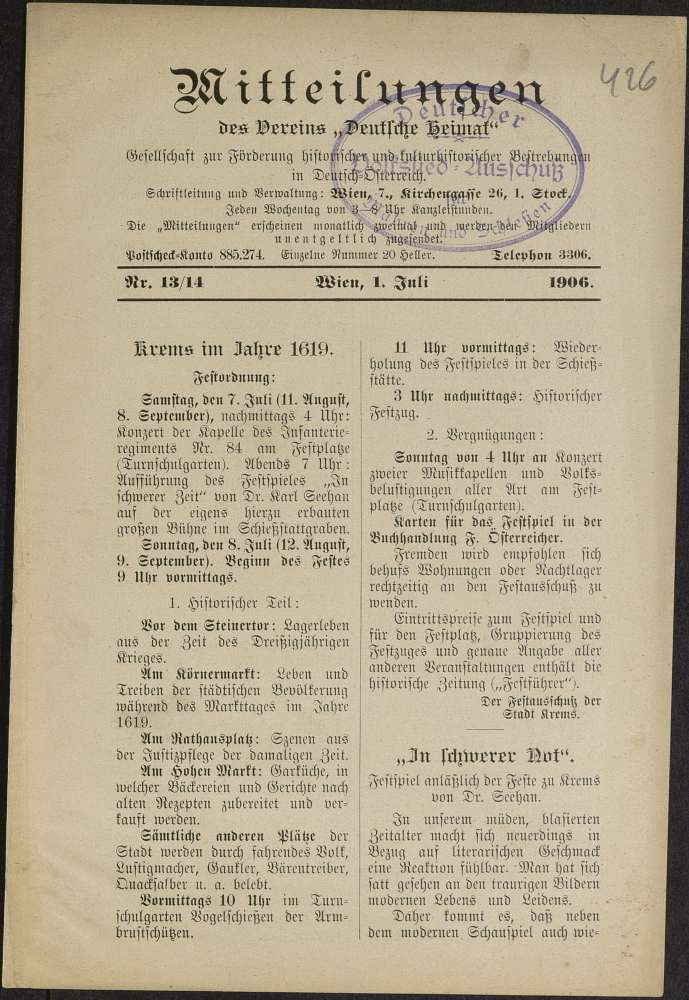 426
Mitteilungen
des Vereins „Deutsche Heimat“
Gesellschaft zur Förderung historischer und kulturhistorischer Bestrebungen
in Deutsch-Österreich.
Schriftleitung und Verwaltung: Wien, 7., Kirchengasse 26, 1. Stock.
Jeden Wochentag von 3—8 Uhr Kanzleistunden.
Die „Mitteilungen“ erscheinen monatlich zweimal und werden den Mitgliedern
unentgeltlich zugesendet.
Postscheck-Konto 885.274. Einzelne Nummer 20 Heller. Telephon 3306.
Deutscher
Volkslied-Ausschuß
und Schlesien
Nr. 13/14 Wien, 1. Juli 1906.
Krems im Jahre 1619.
Festordnung:
Samstag, den 7. Juli (11. August,
8. September), nachmittags 4 Uhr:
Konzert der Kapelle des Infanterie-
regiments Nr. 84 am Festplatze
(Turnschulgarten). Abends 7 Uhr:
Aufführung des Festspieles „In
schwerer Zeit“ von Dr. Karl Seehan
auf der eigens hierzu erbauten
großen Bühne im Schießstattgraben.
Sonntag, den 8. Juli (12. August,
9. September). Beginn des Festes
9 Uhr vormittags.
1. Historischer Teil:
Vor dem Steinertor: Lagerleben
aus der Zeit des Dreißigjährigen
Krieges.
Am Körnermarkt: Leben und
Treiben der städtischen Bevölkerung
während des Markttages im Jahre
1619.
Am Rathausplatz: Szenen aus
der Justizpflege der damaligen Zeit.
Am Hohen Markt: Garküche, in
welcher Bäckereien und Gerichte nach
alten Rezepten zubereitet und ver-
kauft werden.
Sämtliche anderen Plätze der
Stadt werden durch fahrendes Volk,
Lustigmacher, Gaukler, Bärentreiber,
Quacksalber u. a. belebt.
Vormittags 10 Uhr im Turn-
schulgarten Vogelschießen der Arm-
brustschützen.
11 Uhr vormittags: Wieder-
holung des Festspieles in der Schieß-
stätte.
3 Uhr nachmittags: Historischer
Festzug.
2. Vergnügungen:
Sonntag von 4 Uhr an Konzert
zweier Musikkapellen und Volks-
belustigungen aller Art am Fest-
platze (Turnschulgarten).
Karten für das Festspiel in der
Buchhandlung F. Österreicher.
Fremden wird empfohlen sich
behufs Wohnungen oder Nachtlager
rechtzeitig an den Festausschuß zu
wenden.
Eintrittspreise zum Festspiel und
für den Festplatz, Gruppierung des
Festzuges und genaue Angabe aller
anderen Veranstaltungen enthält die
historische Zeitung („Festführer“).
Der Festausschuß der
Stadt Krems.
„In schwerer Not“.
Festspiel anläßlich der Feste zu Krems
von Dr. Seehan.
In unserem müden, blasierten
Zeitalter macht sich neuerdings in
Bezug auf literarischen Geschmack
eine Reaktion fühlbar. Man hat sich
satt gesehen an den traurigen Bildern
modernen Lebens und Leidens.
Daher kommt es, daß neben
dem modernen Schauspiel auch wie-